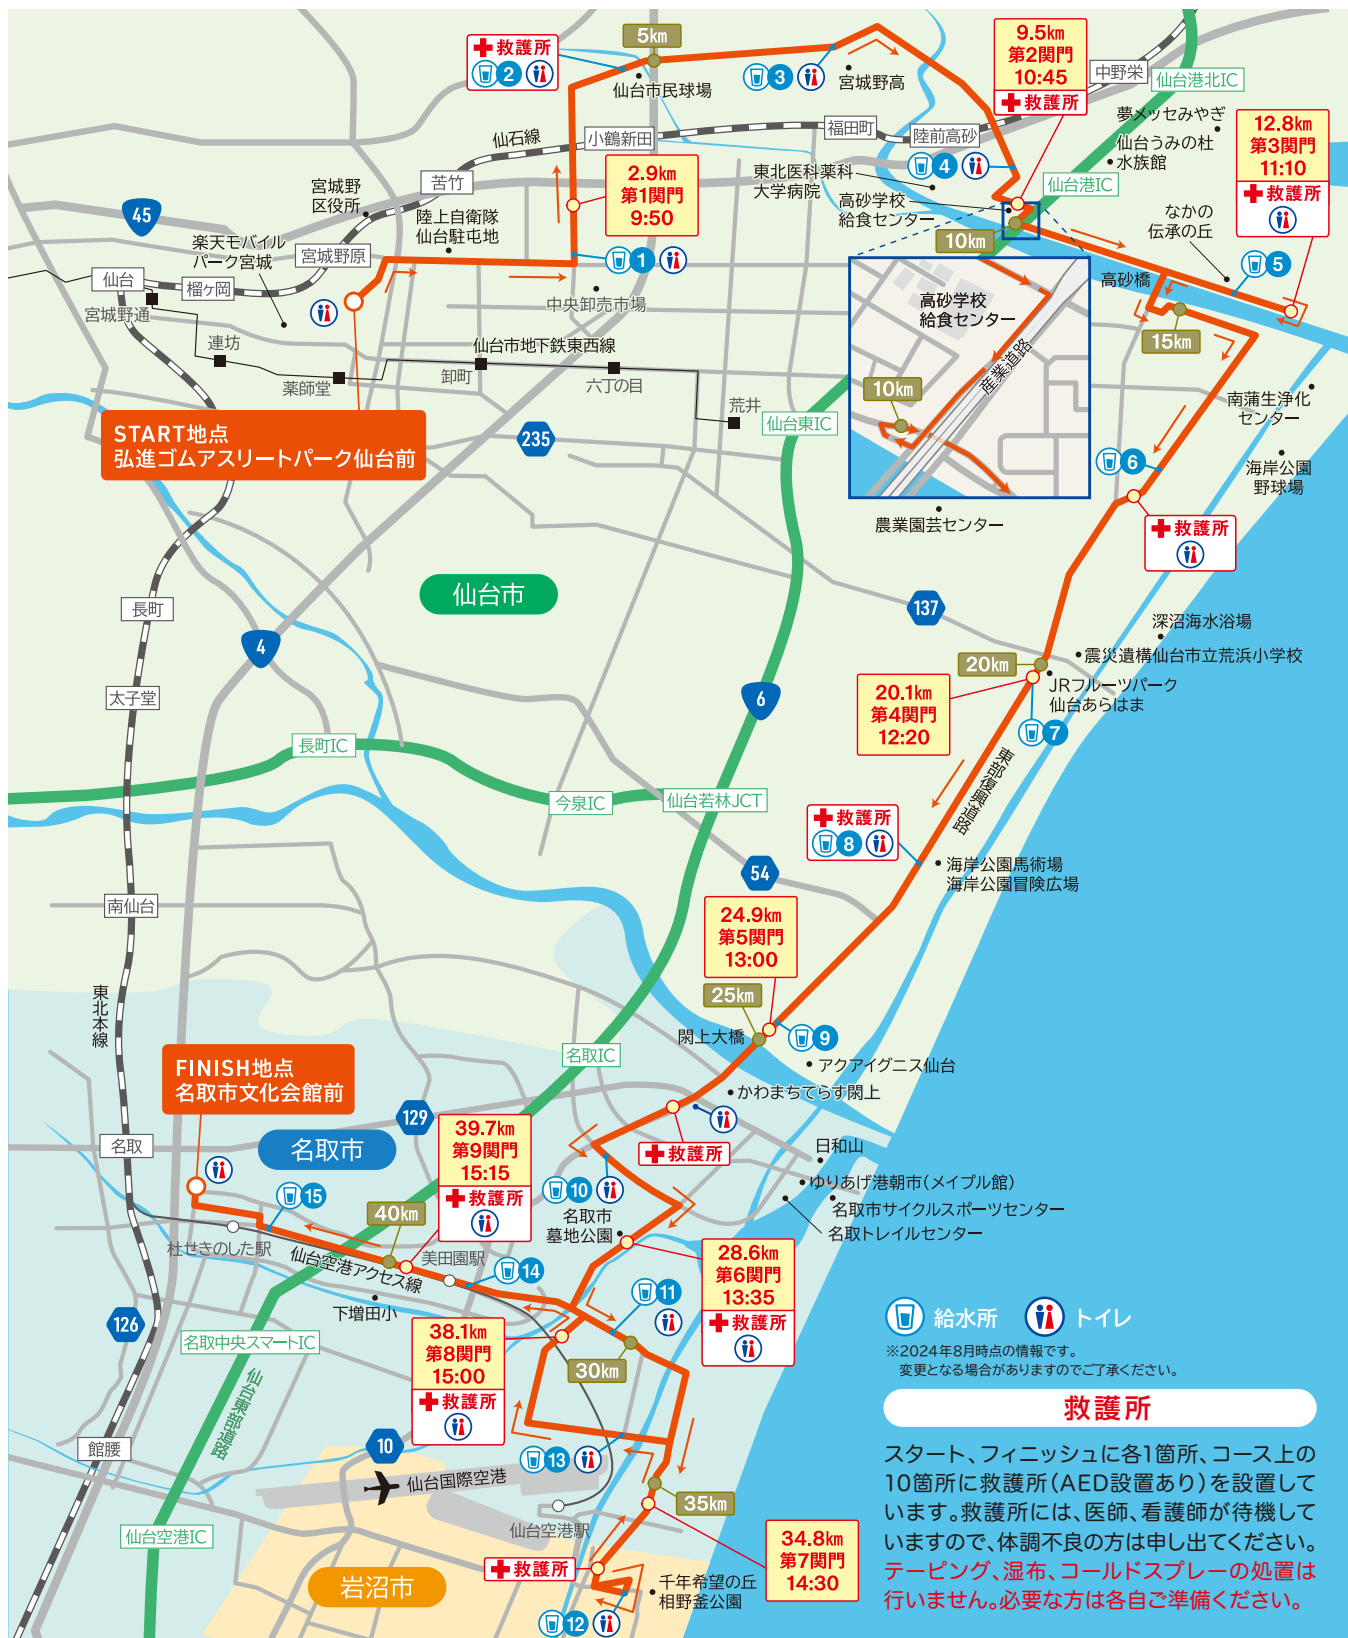 5km
救護所
2
仙台市民球場
3
宮城野高
9.5km
第2関門
10:45
救護所
中野栄
仙台港北IC
夢メッセみやぎ
仙台うみの杜
水族館
12.8km
第3関門
11:10
救護所
仙石線
小鶴新田
福田町
陸前高砂
4
東北医科薬科
大学病院
高砂学校
給食センター
仙台港IC
10km
なかの
伝承の丘
5
高砂橋
15km
宮城野
区役所
苦竹
2.9km
第1関門
9:50
45
陸上自衛隊
仙台駐屯地
楽天モバイル
パーク宮城
宮城野原
1
仙台
榴ヶ岡
宮城野通
中央卸売市場
連坊
仙台市地下鉄東西線
薬師堂
卸町
六丁の目
荒井
高砂学校
給食センター
産業道路
10km
南蒲生浄化
センター
START地点
弘進ゴムアスリートパーク仙台前
235
仙台東IC
6
海岸公園
野球場
農業園芸センター
救護所
仙台市
長町
137
深沼海水浴場
4
20km
震災遺構仙台市立荒浜小学校
JRフルーツパーク
仙台あらはま
太子堂
6
20.1km
第4関門
12:20
7
長町IC
今泉IC
仙台若林JCT
東部復興道路
救護所
8
海岸公園馬術場
海岸公園冒険広場
54
南仙台
24.9km
第5関門
13:00
25km
東北本線
閖上大橋
9
名取IC
アクアイグニス仙台
かわまちてらす閖上
FINISH地点
名取市文化会館前
129
39.7km
第9関門
15:15
救護所
名取
名取市
救護所
日和山
ゆりあげ港朝市(メイプル館)
名取市サイクルスポーツセンター
名取トレイルセンター
10
15
40km
名取市
墓地公園
杜せきのした駅
仙台空港アクセス線
美田園駅
14
28.6km
第6関門
13:35
救護所
11
下増田小
126
名取中央スマートIC
38.1km
第8関門
15:00
救護所
30km
給水所
トイレ
※2024年8月時点の情報です。
変更となる場合がありますのでご了承ください。
仙台東部道路
館腰
10
13
仙台国際空港
35km
仙台空港IC
仙台空港駅
34.8km
第7関門
14:30
救護所
岩沼市
千年希望の丘
相野釜公園
12
救護所
スタート、フィニッシュに各1箇所、コース上の
10箇所に救護所(AED設置あり)を設置して
います。救護所には、医師、看護師が待機して
いますので、体調不良の方は申し出てください。
テーピング、湿布、コールドスプレーの処置は
行いません。必要な方は各自ご準備ください。